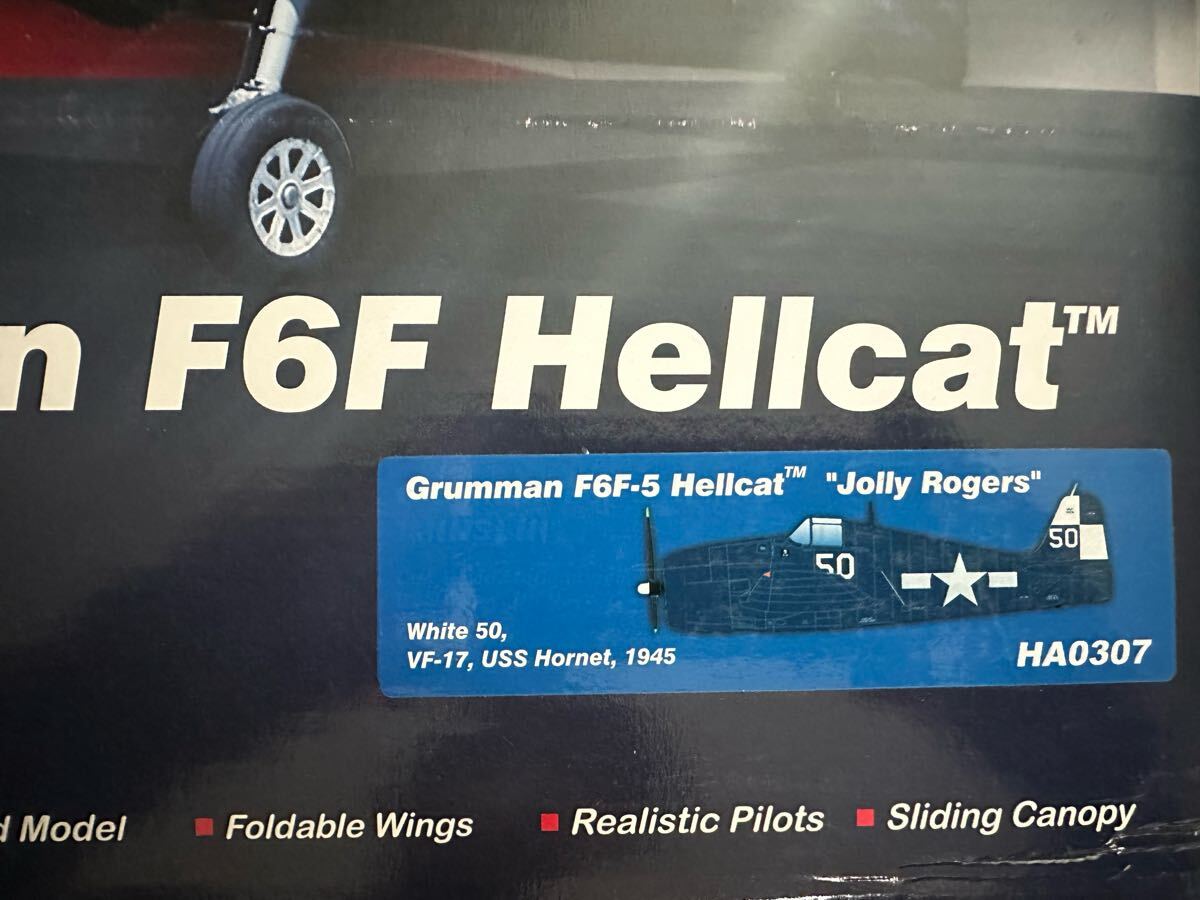 n F6F Hellcat™
Grumman F6F-5 Hellcat™ "Jolly Rogers"
50
50
White 50,
VF-17, USS Hornet, 1945
HA0307
d Model
Foldable Wings
Realistic Pilots
Sliding Canopy